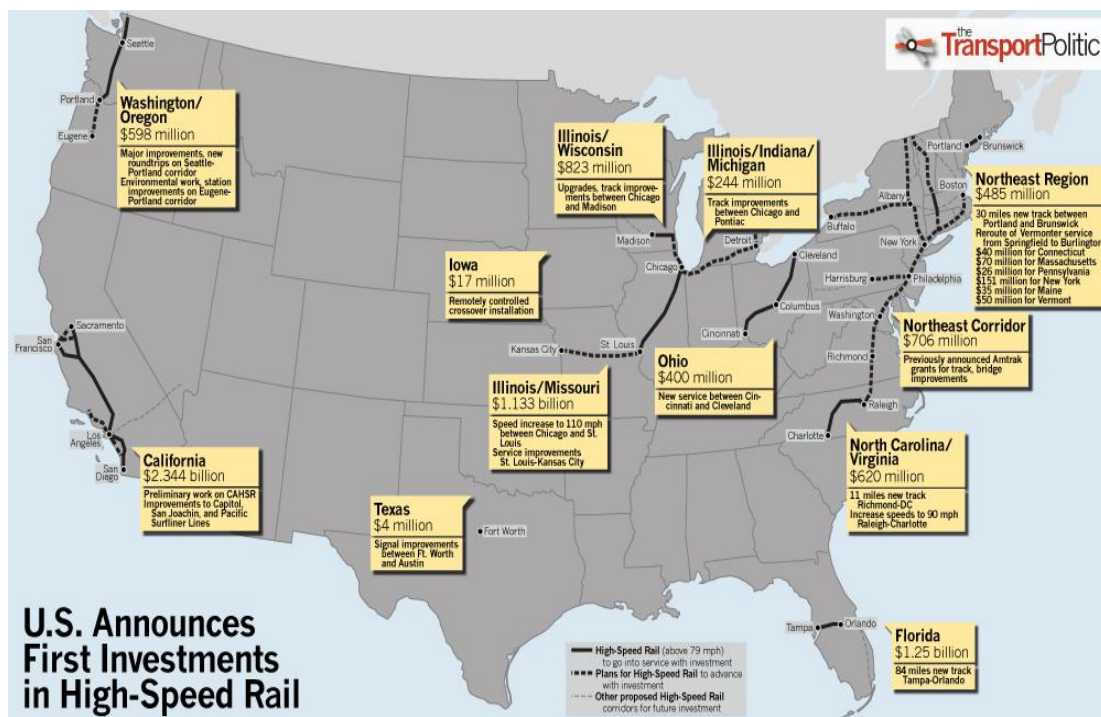 the
TransportPolitic
Seattle
Portland
Eugene
Washington/
Oregon
$598 million
Major improvements, new
roundtrips on Seattle-
Portland corridor
Environmental work, station
improvements on Eugene-
Portland corridor
Illinois/
Wisconsin
$823 million
Upgrades, track improve-
ments between Chicago
and Madison
Illinois/Indiana/
Michigan
$244 million
Track improvements
between Chicago and
Pontiac
Portland
Brunswick
Boston
Albany
Buffalo
New York
Northeast Region
$485 million
30 miles new track between
Portland and Brunswick
Reroute of Vermonter service
from Springfield to Burlington
$40 million for Connecticut
$70 million for Massachusetts
$26 million for Pennsylvania
$151 million for New York
$35 million for Maine
$50 million for Vermont
Madison
Detroit
Cleveland
Chicago
Harrisburg
Philadelphia
Iowa
$17 million
Remotely controlled
crossover installation
Columbus
Washington
Cincinnati
Sacramento
San
Francisco
Kansas City
St. Louis
Richmond
Northeast Corridor
$706 million
Previously announced Amtrak
grants for track, bridge
improvements
Ohio
$400 million
New service between Cin-
cinnati and Cleveland
Illinois/Missouri
$1.133 billion
Speed increase to 110 mph
between Chicago and St.
Louis
Service improvements
St. Louis-Kansas City
Raleigh
Charlotte
Los
Angeles
San
Diego
California
$2.344 billion
Preliminary work on CAHSR
Improvements to Capitol,
San Joachin, and Pacific
Surfliner Lines
North Carolina/
Virginia
$620 million
11 miles new track
Richmond-DC
Increase speeds to 90 mph
Raleigh-Charlotte
Texas
$4 million
Signal improvements
between Ft. Worth
and Austin
Fort Worth
Tampa
Orlando
Florida
$1.25 billion
84 miles new track
Tampa-Orlando
U.S. Announces
First Investments
in High-Speed Rail
High-Speed Rail (above 79 mph)
to go into service with investment
Plans for High-Speed Rail to advance
with investment
Other proposed High-Speed Rail
corridors for future investment